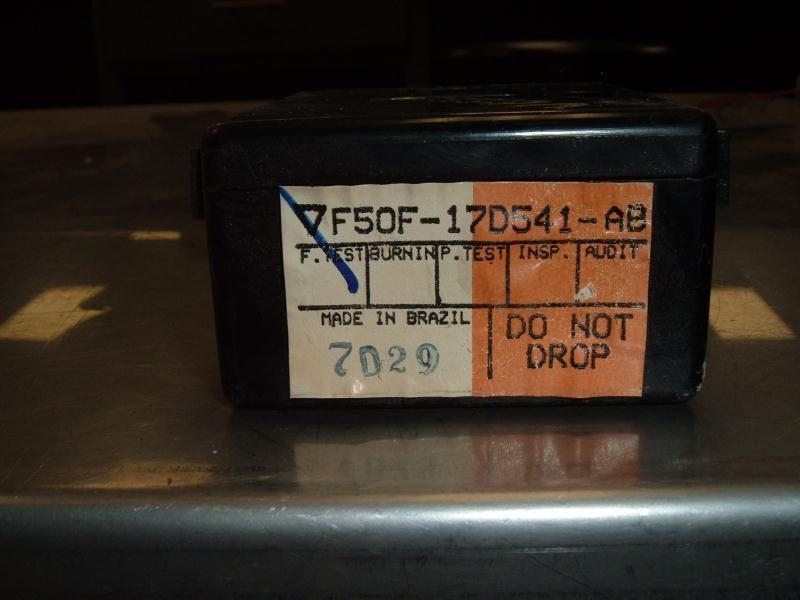 ▽F50F-17D541-AB
F.TEST BURNIN P.TEST INSP. AUDIT
MADE IN BRAZIL
7D29
DO NOT
DROP